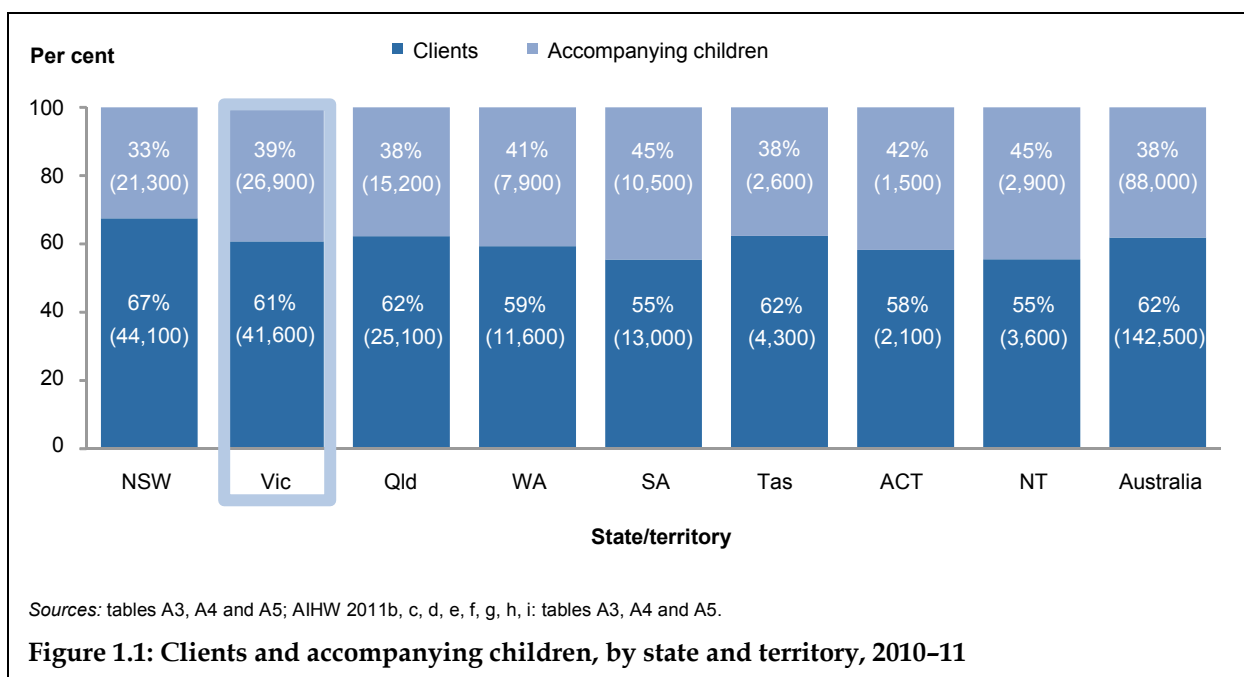 Per cent
Clients Accompanying children
100
80
60
40
20
0
33% 39% 38% 41% 45% 38% 42% 45% 38%
(21,300) (26,900) (15,200) (7,900) (10,500) (2,600) (1,500) (2,900) (88,000)
67% 61% 62% 59% 55% 62% 58% 55% 62%
(44,100) (41,600) (25,100) (11,600) (13,000) (4,300) (2,100) (3,600) (142,500)
NSW Vic Qld WA SA Tas ACT NT Australia
State/territory
Sources: tables A3, A4 and A5; AIHW 2011b, c, d, e, f, g, h, i: tables A3, A4 and A5.
Figure 1.1: Clients and accompanying children, by state and territory, 2010–11